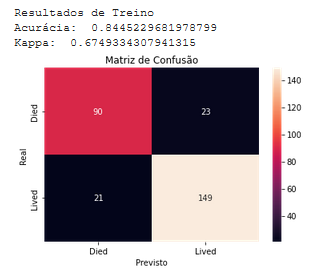 Resultados de Treino
Acurácia:  0.8445229681978799
Kappa:  0.6749334307941315
Matriz de Confusão
Died
90
23
Real
Lived
21
149
Died
Lived
Previsto
140
120
100
80
60
40